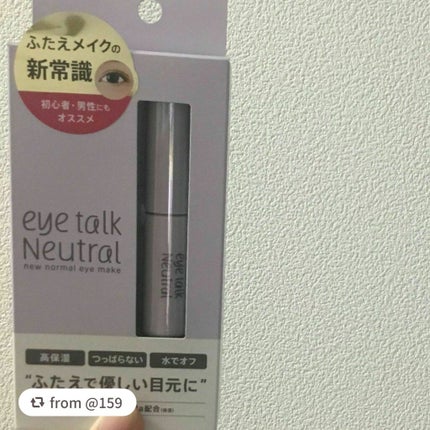 ふたえメイクの
新常識
初心者・男性にも
オススメ
eye talk
Neutral
new normal eye make
eye talk
Neutral
高保湿
つっぱらない
水でオフ
"ふたえで優しい目元に"
from @159
配合